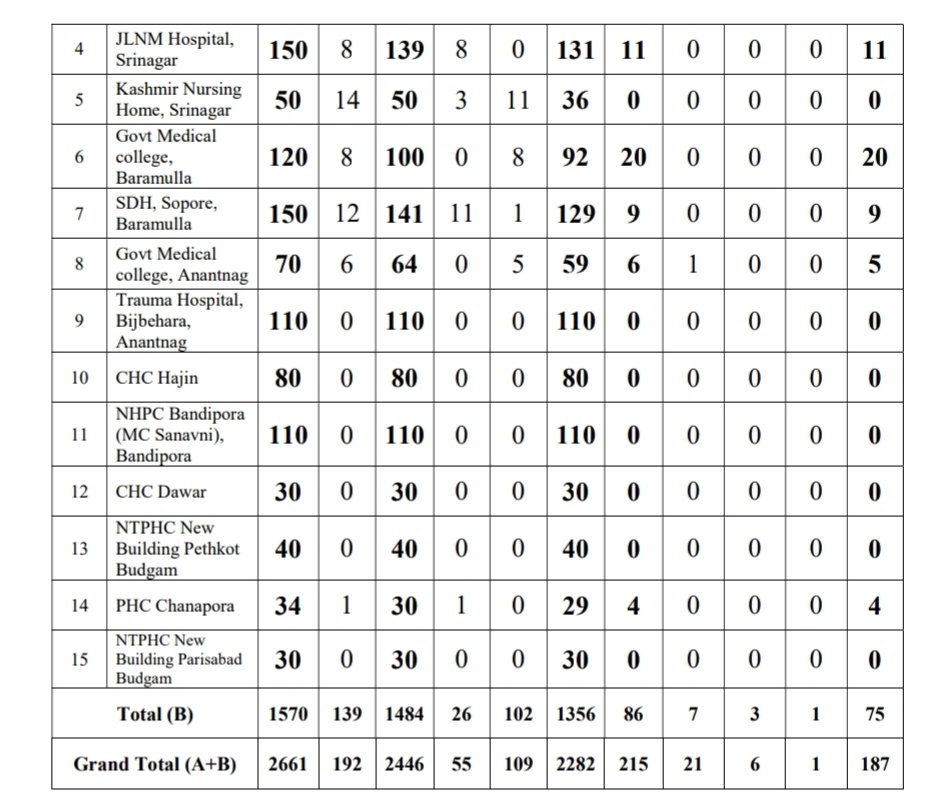 4 JLNM Hospital, Srinagar 150 8 139 8 0 131 11 0 0 0 11
5 Kashmir Nursing Home, Srinagar 50 14 50 3 11 36 0 0 0 0 0
6 Govt Medical college, Baramulla 120 8 100 0 8 92 20 0 0 0 20
7 SDH, Sopore, Baramulla 150 12 141 11 1 129 9 0 0 0 9
8 Govt Medical college, Anantnag 70 6 64 0 5 59 6 1 0 0 5
9 Trauma Hospital, Bijbehara, Anantnag 110 0 110 0 0 110 0 0 0 0 0
10 CHC Hajin 80 0 80 0 0 80 0 0 0 0 0
11 NHPC Bandipora (MC Sanavni), Bandipora 110 0 110 0 0 110 0 0 0 0 0
12 CHC Dawar 30 0 30 0 0 30 0 0 0 0 0
13 NTPHC New Building Pethkot Budgam 40 0 40 0 0 40 0 0 0 0 0
14 PHC Chanapora 34 1 30 1 0 29 4 0 0 0 4
15 NTPHC New Building Parisabad Budgam 30 0 30 0 0 30 0 0 0 0 0
Total (B) 1570 139 1484 26 102 1356 86 7 3 1 75
Grand Total (A+B) 2661 192 2446 55 109 2282 215 21 6 1 187